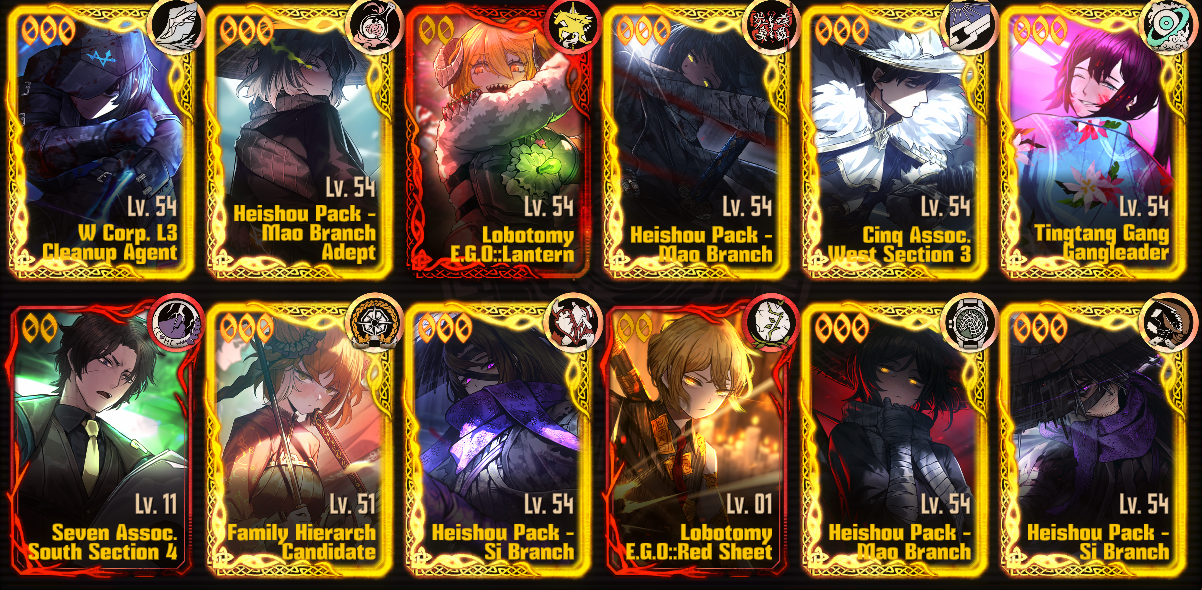 Lv. 54
W Corp. L3
Cleanup Agent
Lv. 54
Heishou Pack -
Mao Branch
Adept
Lv. 54
Lobotomy
E.G.O::Lantern
Lv. 54
Heishou Pack -
Mao Branch
Lv. 54
Cinq Assoc.
West Section 3
Lv. 54
Tingtang Gang
Gangleader
Lv. 11
Seven Assoc.
South Section 4
Lv. 51
Family Hierarch
Candidate
Lv. 54
Heishou Pack -
Si Branch
Lv. 01
Lobotomy
E.G.O::Red Sheet
Lv. 54
Heishou Pack -
Mao Branch
Lv. 54
Heishou Pack -
Si Branch